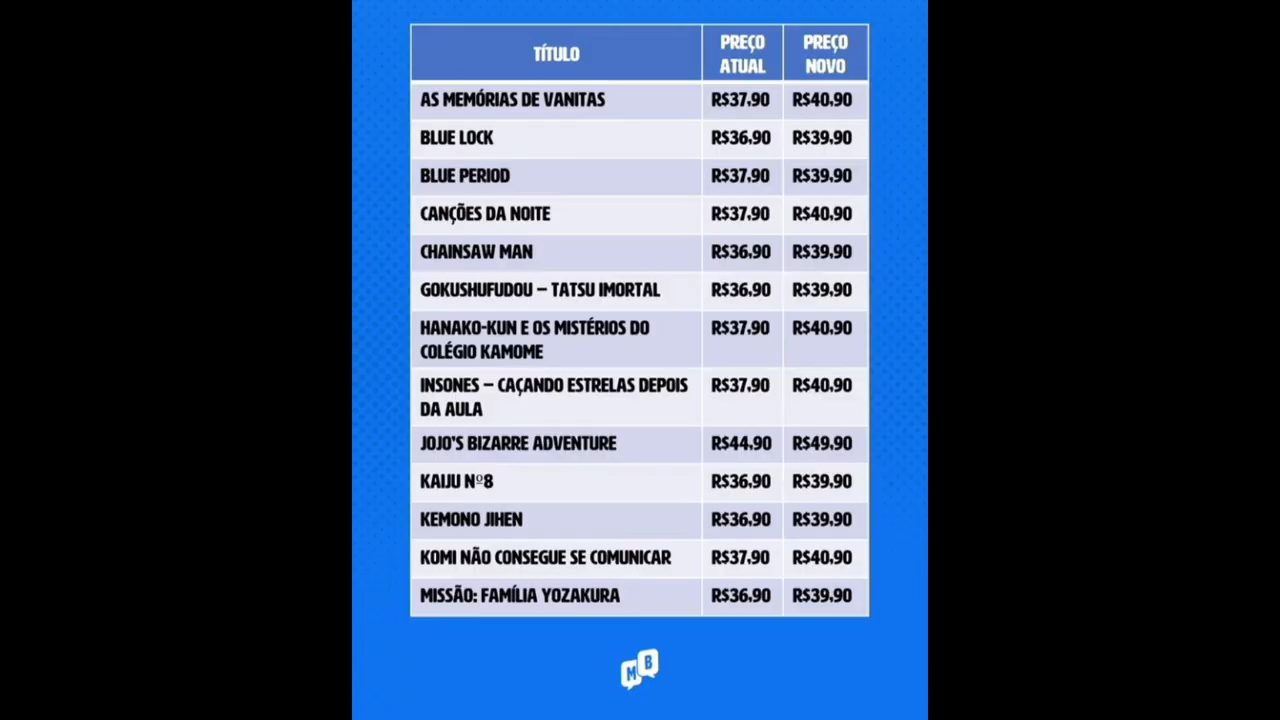 TÍTULO
PREÇO
ATUAL
PREÇO
NOVO
AS MEMÓRIAS DE VANITAS R$37,90 R$40,90
BLUE LOCK R$36,90 R$39,90
BLUE PERIOD R$37,90 R$39,90
CANÇÕES DA NOITE R$37,90 R$40,90
CHAINSAW MAN R$36,90 R$39,90
GOKUSHUFUDOU – TATSU IMORTAL R$36,90 R$39,90
HANAKO-KUN E OS MISTÉRIOS DO R$37,90 R$40,90
COLÉGIO KAMOME
INSONES – CAÇANDO ESTRELAS DEPOIS R$37,90 R$40,90
DA AULA
JOJO'S BIZARRE ADVENTURE R$44,90 R$49,90
KAIJU Nº8 R$36,90 R$39,90
KEMONO JIHEN R$36,90 R$39,90
KOMI NÃO CONSEGUE SE COMUNICAR R$37,90 R$40,90
MISSÃO: FAMÍLIA YOZAKURA R$36,90 R$39,90
MB